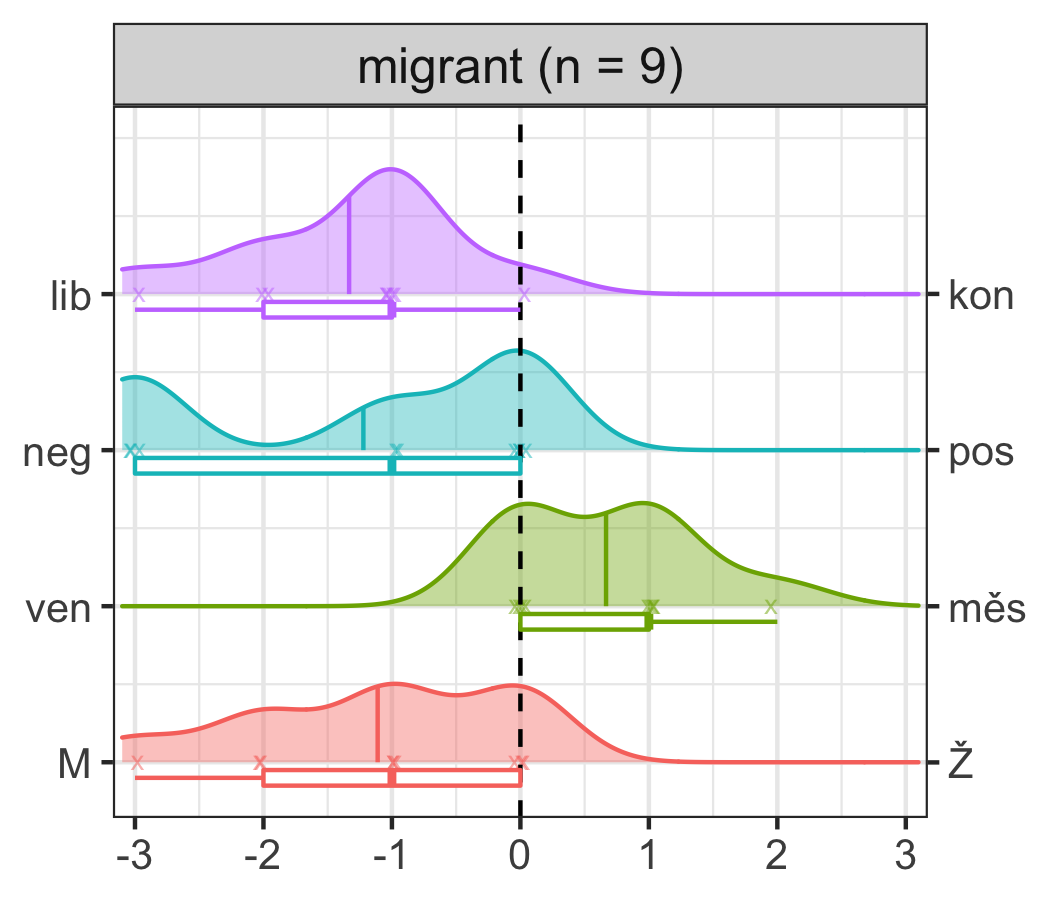 migrant (n = 9)
lib kon
neg pos
ven měs
M Ž
-3 -2 -1 0 1 2 3